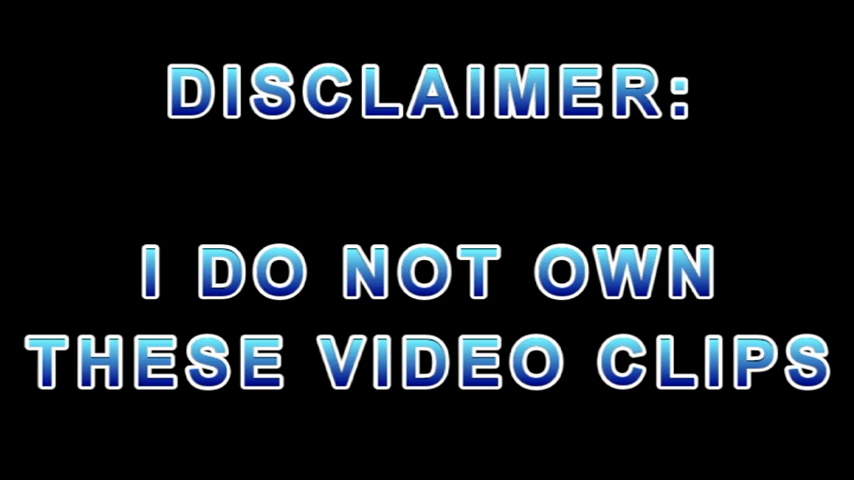 DISCLAIMER:
I DO NOT OWN
THESE VIDEO CLIPS